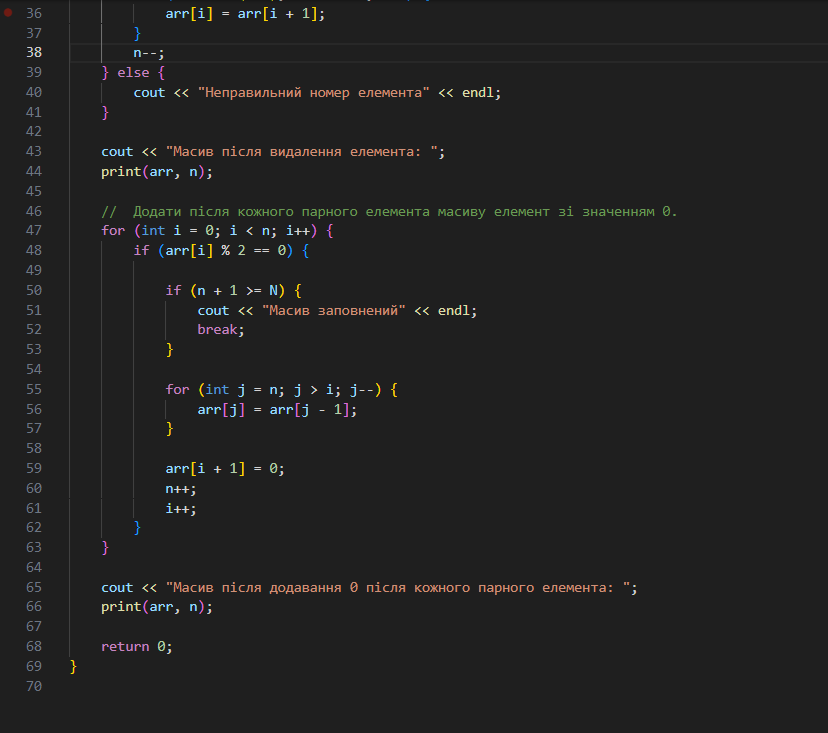 36 arr[i] = arr[i + 1];
37 }
38 n--;
39 } else {
40 cout << "Неправильний номер елемента" << endl;
41 }
42
43 cout << "Масив після видалення елемента: ";
44 print(arr, n);
45
46 //  Додати після кожного парного елемента масиву елемент зі значенням 0.
47 for (int i = 0; i < n; i++) {
48 if (arr[i] % 2 == 0) {
49
50 if (n + 1 >= N) {
51 cout << "Масив заповнений" << endl;
52 break;
53 }
54
55 for (int j = n; j > i; j--) {
56 arr[j] = arr[j - 1];
57 }
58
59 arr[i + 1] = 0;
60 n++;
61 i++;
62 }
63 }
64
65 cout << "Масив після додавання 0 після кожного парного елемента: ";
66 print(arr, n);
67
68 return 0;
69 }
70